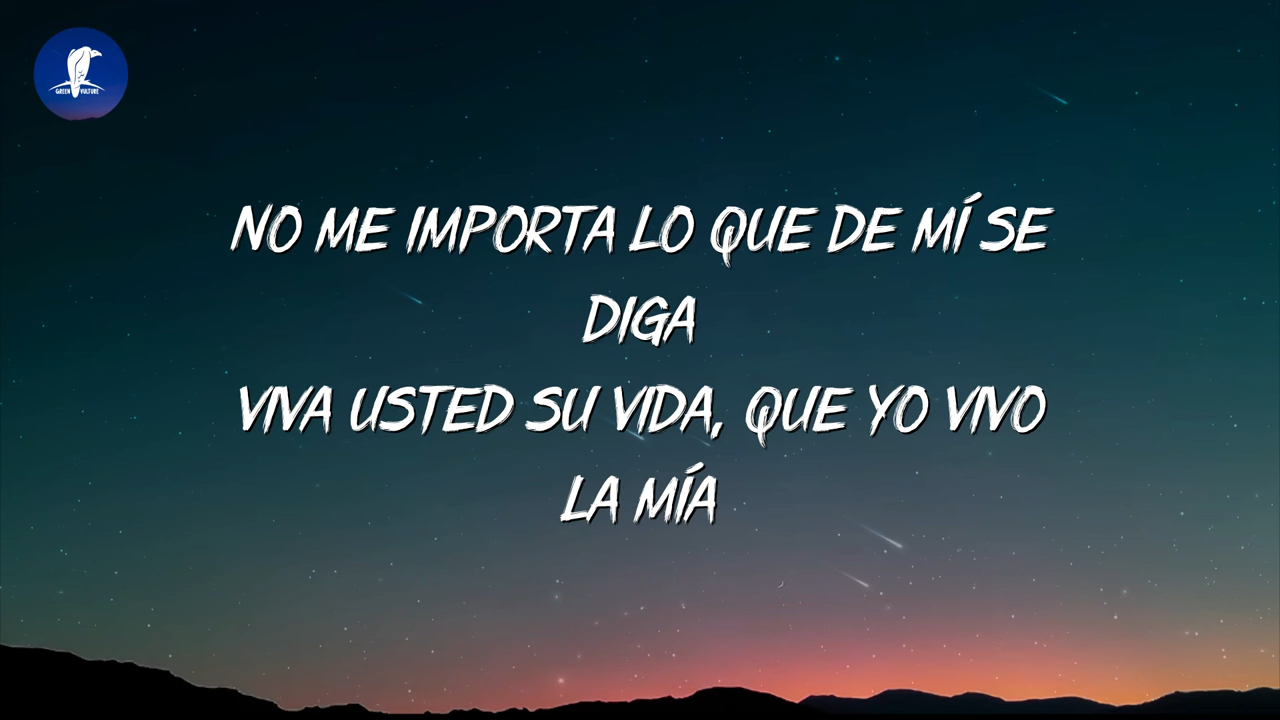 GREEN VULTURE
NO ME IMPORTA LO QUE DE MÍ SE
DIGA
VIVA USTED SU VIDA, QUE YO VIVO
LA MÍA